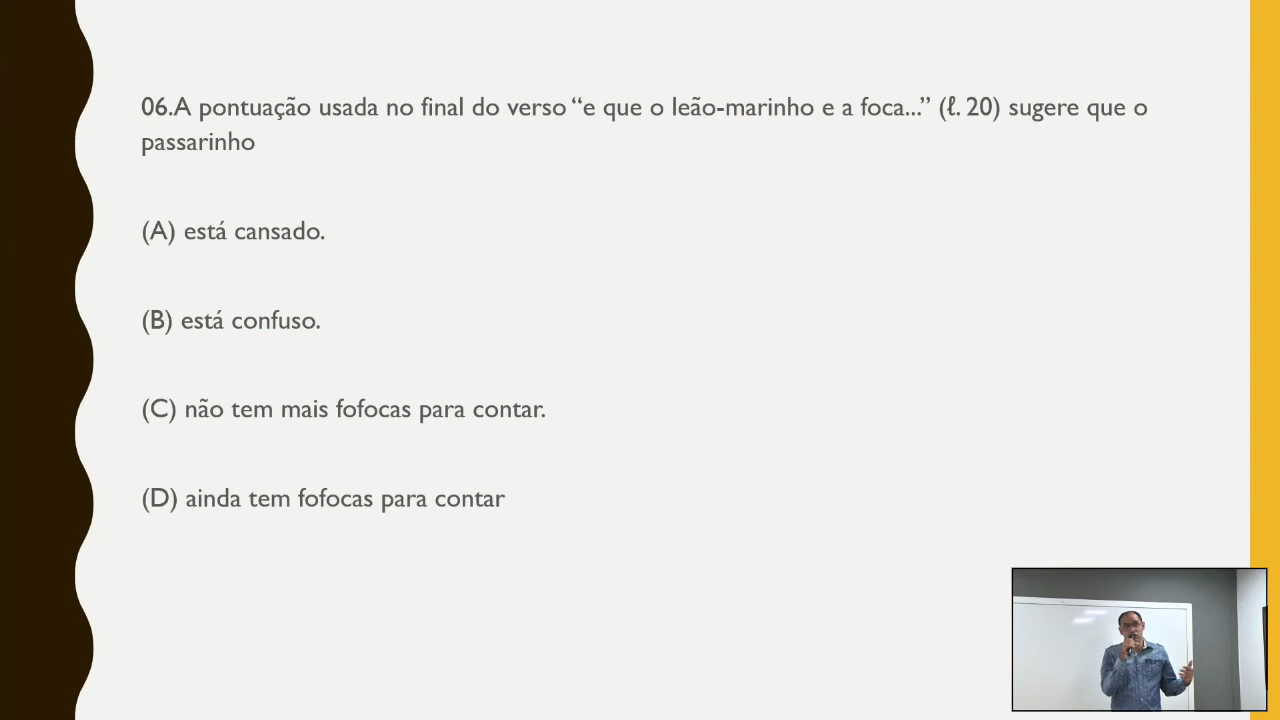 06.A pontuação usada no final do verso “e que o leão-marinho e a foca...” (ℓ. 20) sugere que o
passarinho
(A) está cansado.
(B) está confuso.
(C) não tem mais fofocas para contar.
(D) ainda tem fofocas para contar